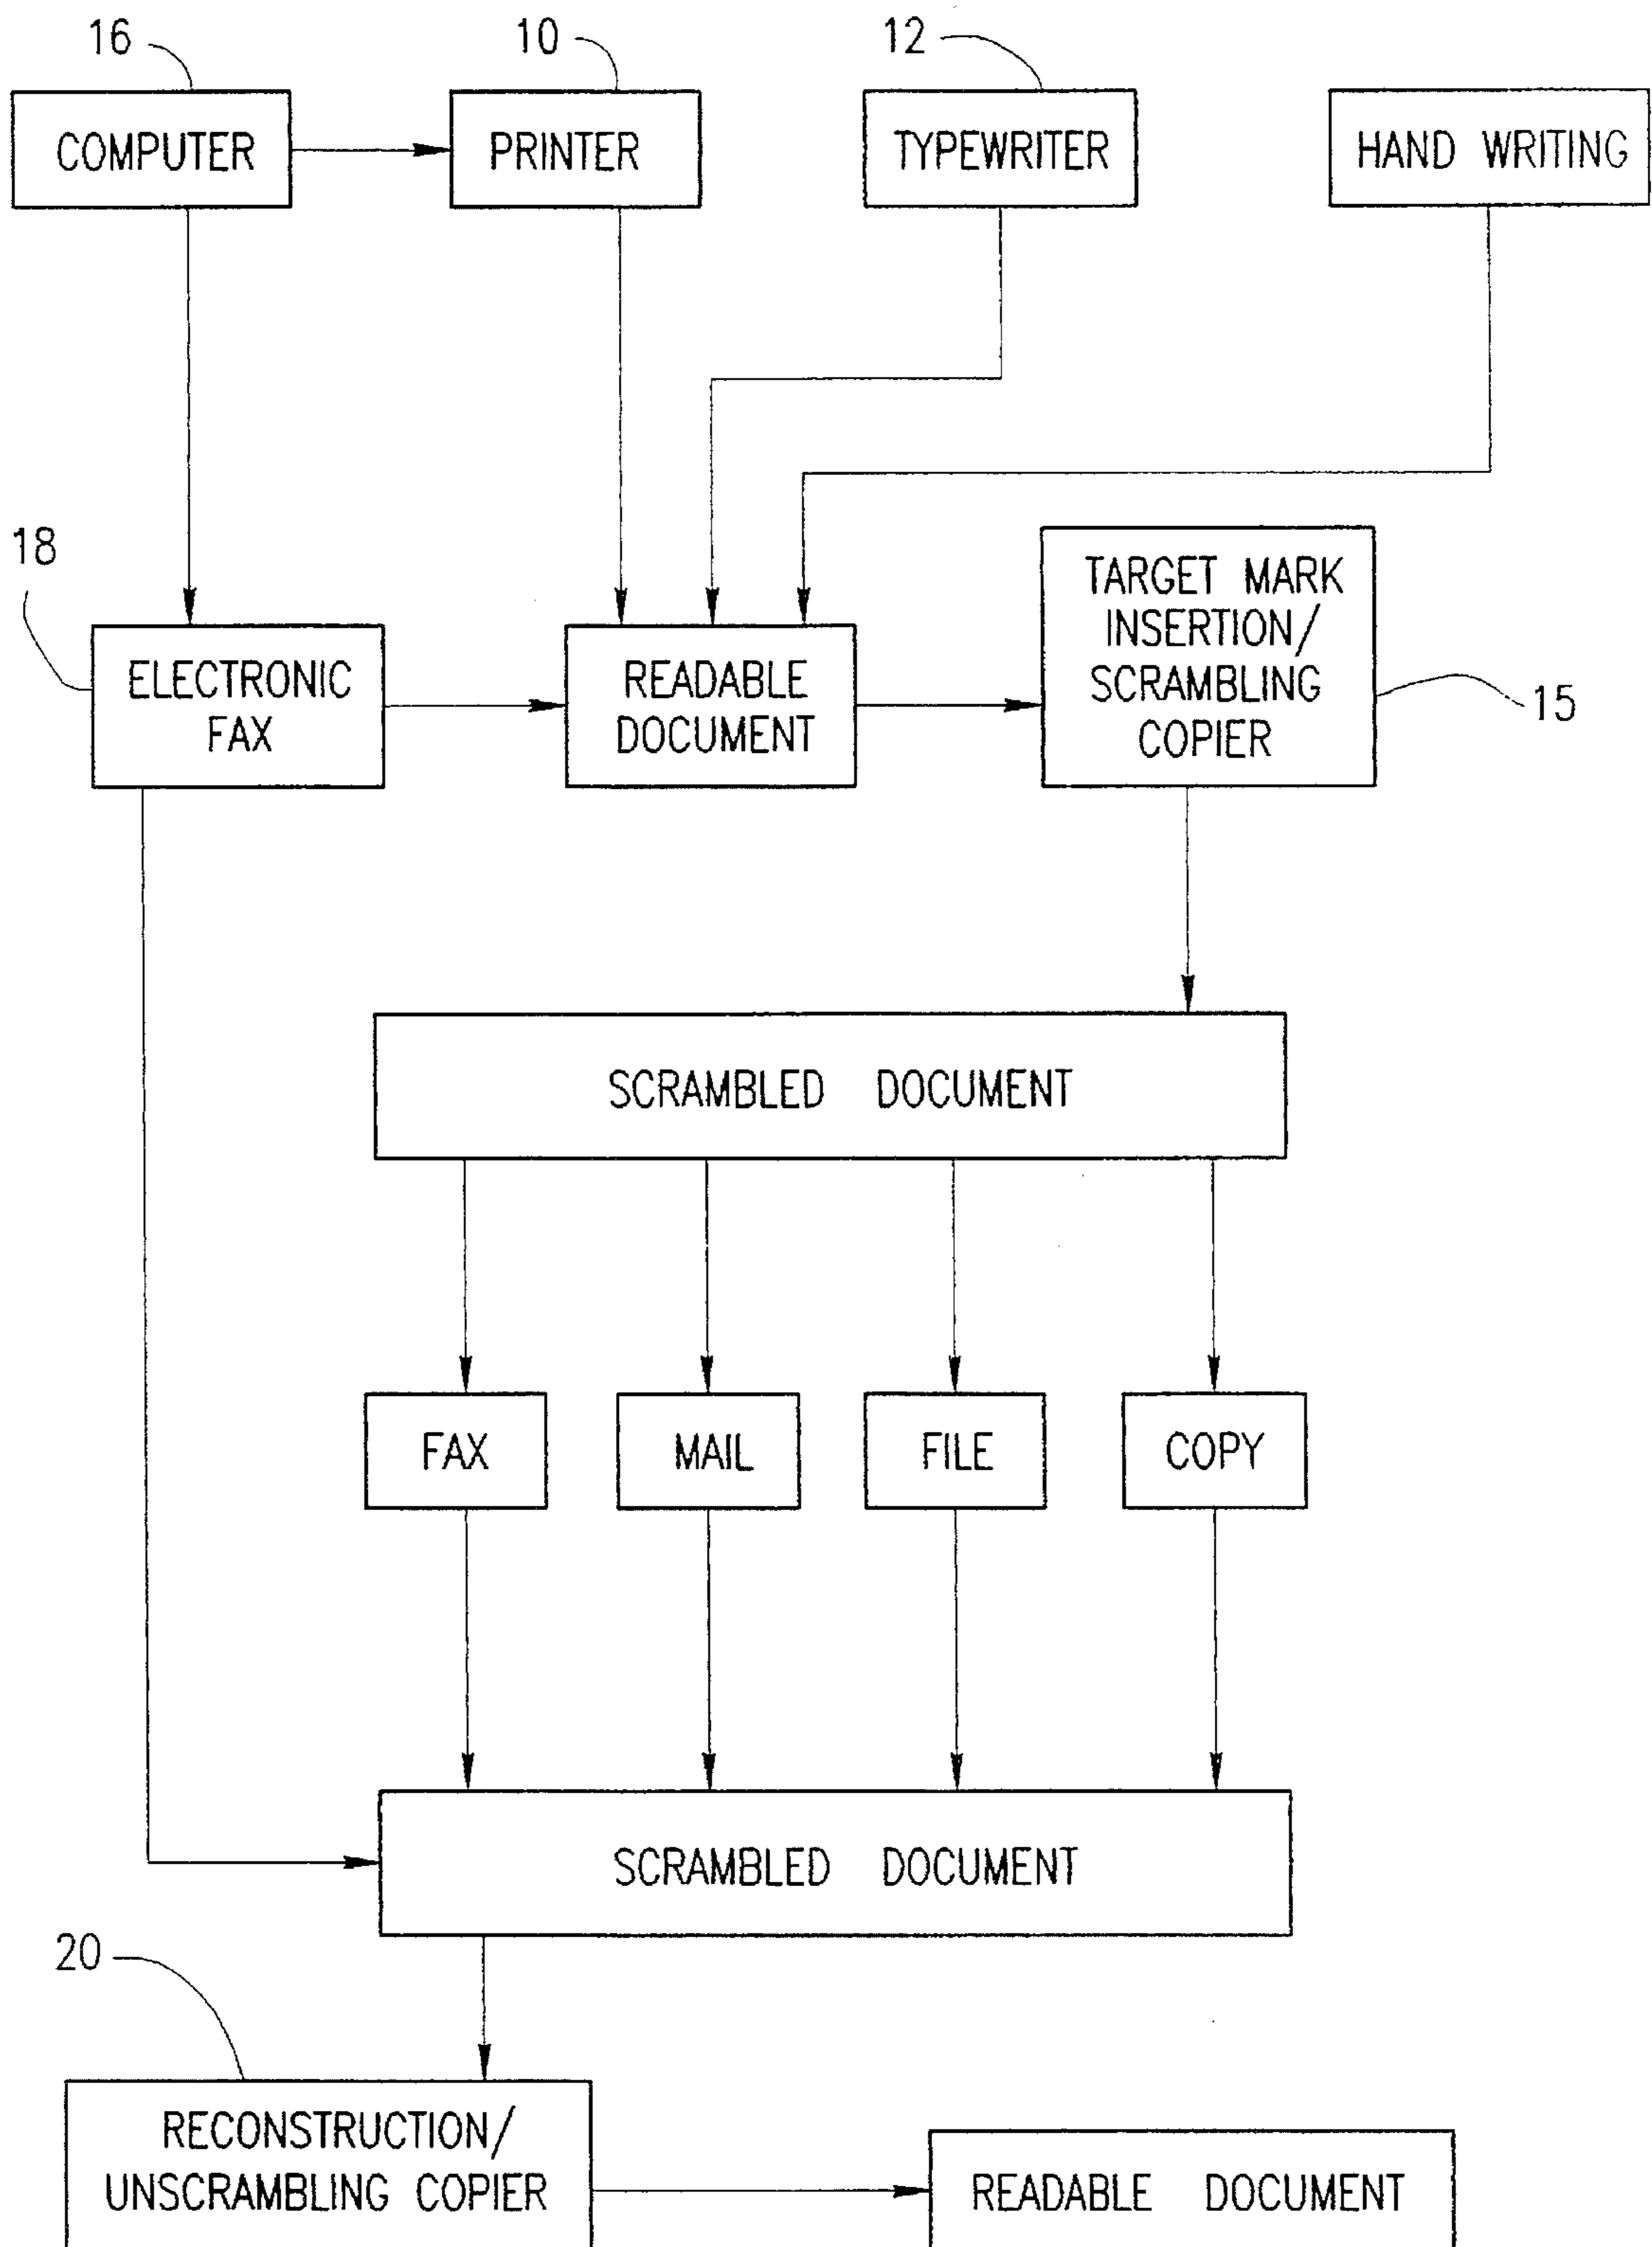 16
10
12
COMPUTER
PRINTER
TYPEWRITER
HAND WRITING
18
ELECTRONIC
FAX
READABLE
DOCUMENT
TARGET MARK
INSERTION/
SCRAMBLING
COPIER
15
SCRAMBLED DOCUMENT
FAX
MAIL
FILE
COPY
SCRAMBLED DOCUMENT
20
RECONSTRUCTION/
UNSCRAMBLING COPIER
READABLE DOCUMENT